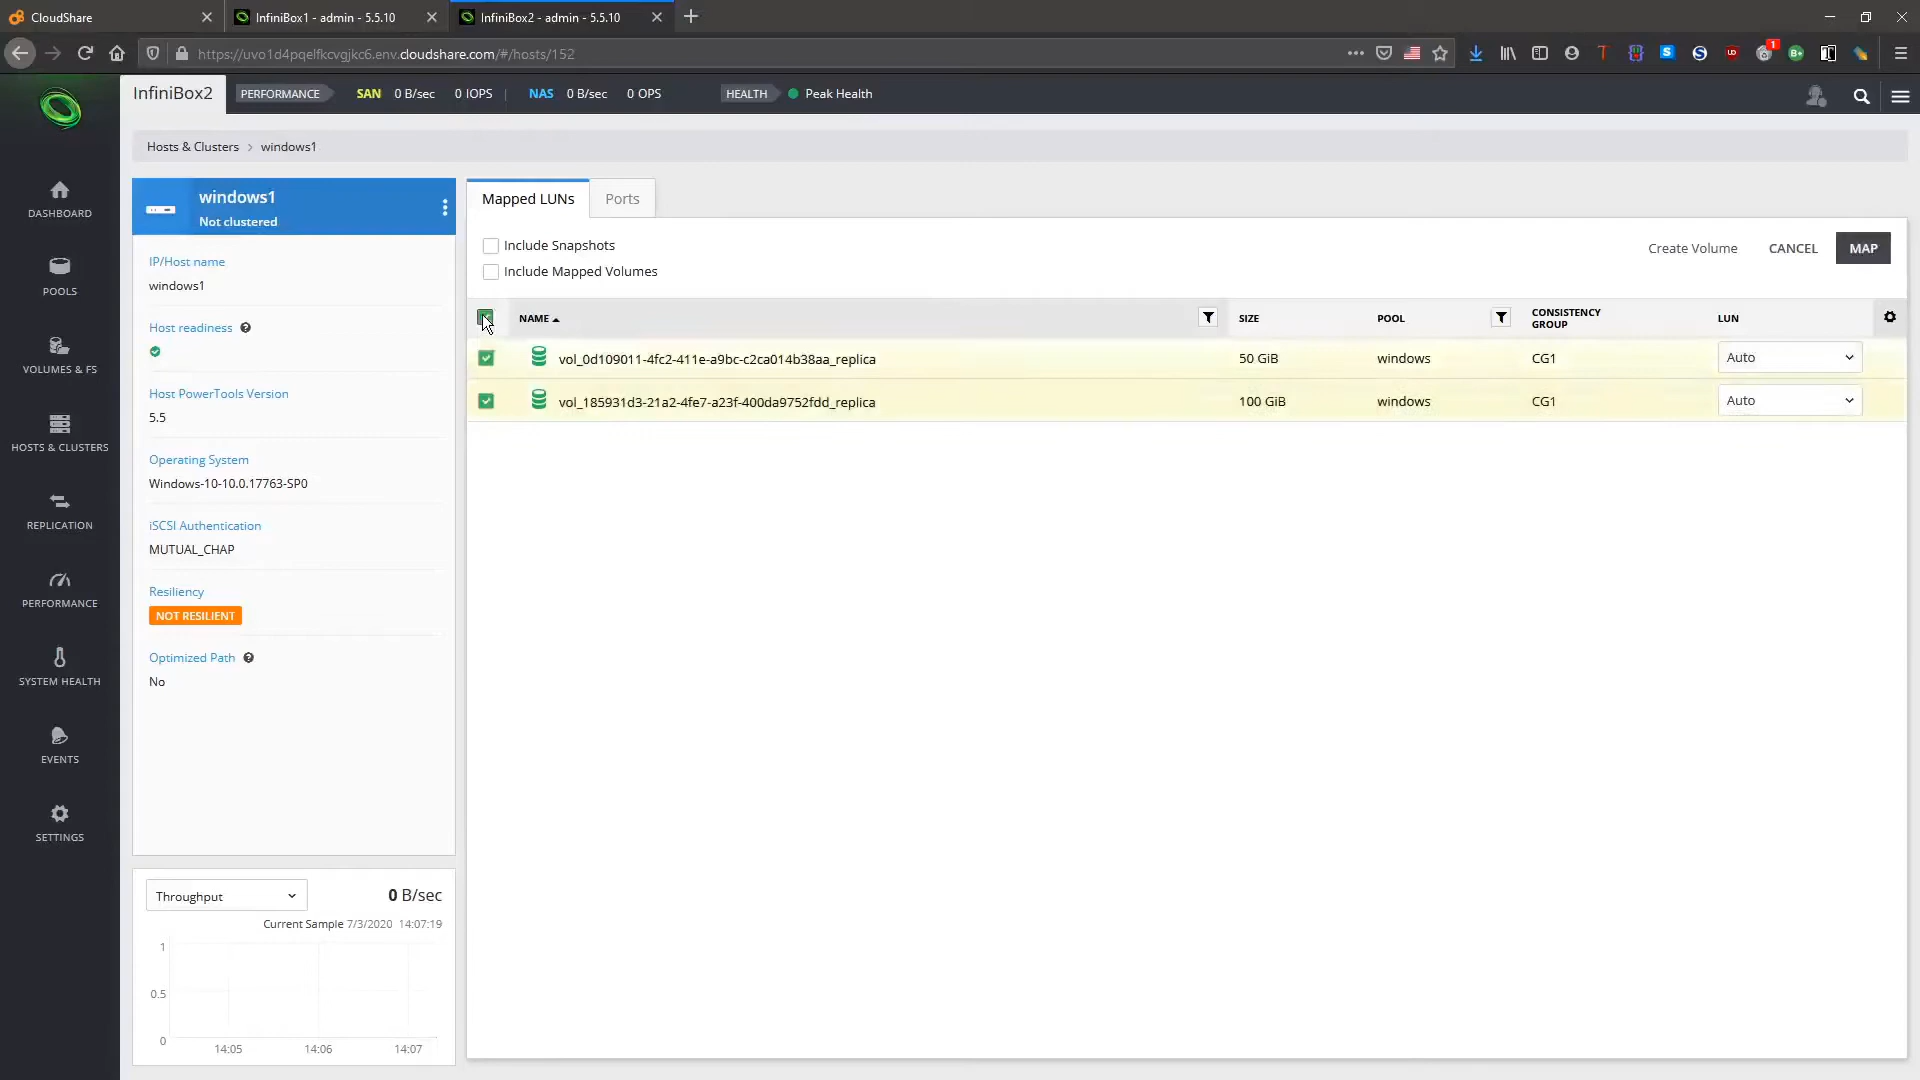 CloudShare
InfiniBox1 - admin - 5.5.10
InfiniBox2 - admin - 5.5.10
https://uvo1d4pqelfkcvgjkc6.env.cloudshare.com/#/hosts/152
InfiniBox2
PERFORMANCE
SAN 0 B/sec 0 IOPS
NAS 0 B/sec 0 OPS
HEALTH
Peak Health
Hosts & Clusters > windows1
DASHBOARD
POOLS
VOLUMES & FS
HOSTS & CLUSTERS
REPLICATION
PERFORMANCE
SYSTEM HEALTH
EVENTS
SETTINGS
windows1
Not clustered
IP/Host name
windows1
Host readiness
Host PowerTools Version
5.5
Operating System
Windows-10-10.0.17763-SP0
iSCSI Authentication
MUTUAL_CHAP
Resiliency
NOT RESILIENT
Optimized Path
No
Throughput
0 B/sec
Current Sample 7/3/2020 14:07:19
1
0.5
0
14:05 14:06 14:07
Mapped LUNs
Ports
Include Snapshots
Include Mapped Volumes
Create Volume
CANCEL
MAP
NAME SIZE POOL CONSISTENCY GROUP LUN
vol_0d109011-4fc2-411e-a9bc-c2ca014b38aa_replica 50 GiB windows CG1 Auto
vol_185931d3-21a2-4fe7-a23f-400da9752fdd_replica 100 GiB windows CG1 Auto